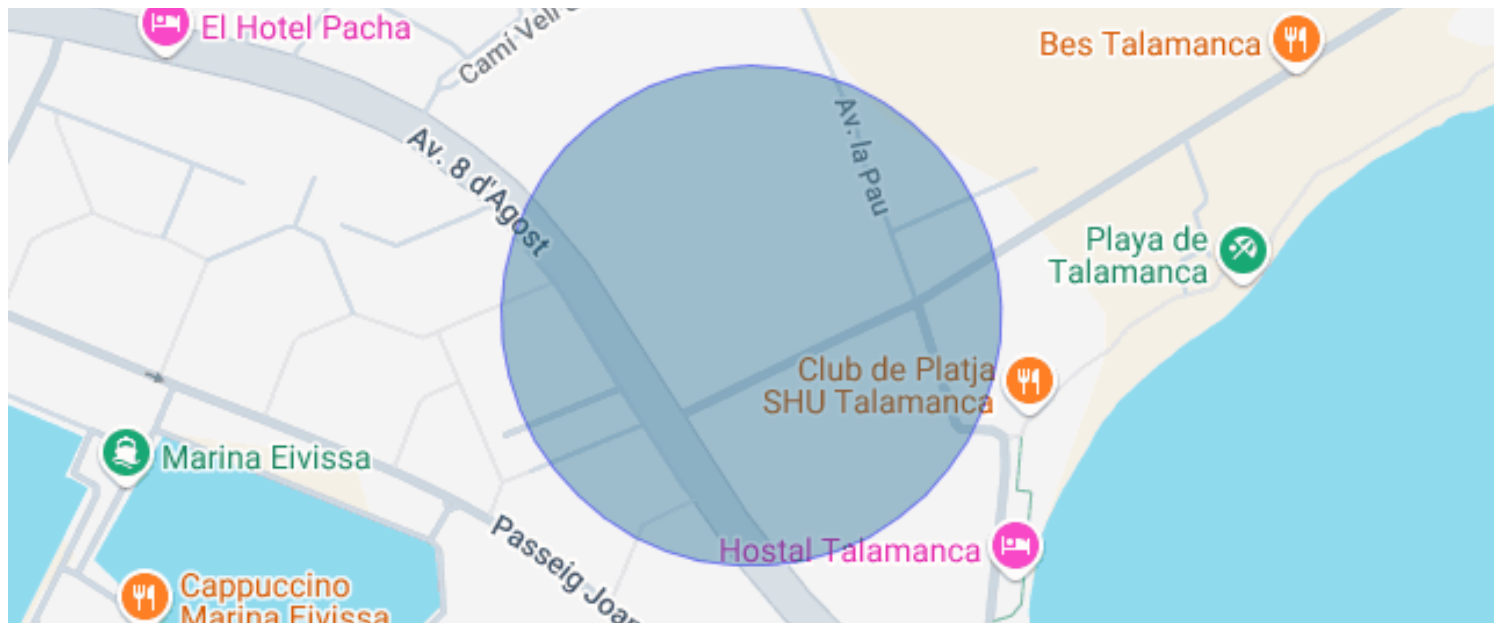 El Hotel Pacha
Camí Vell
Bes Talamanca
Av. 8 d'Agost
Av. la Pau
Playa de
Talamanca
Club de Platja
SHU Talamanca
Marina Eivissa
Passeig Joan
Hostal Talamanca
Cappuccino
Marina Eivissa